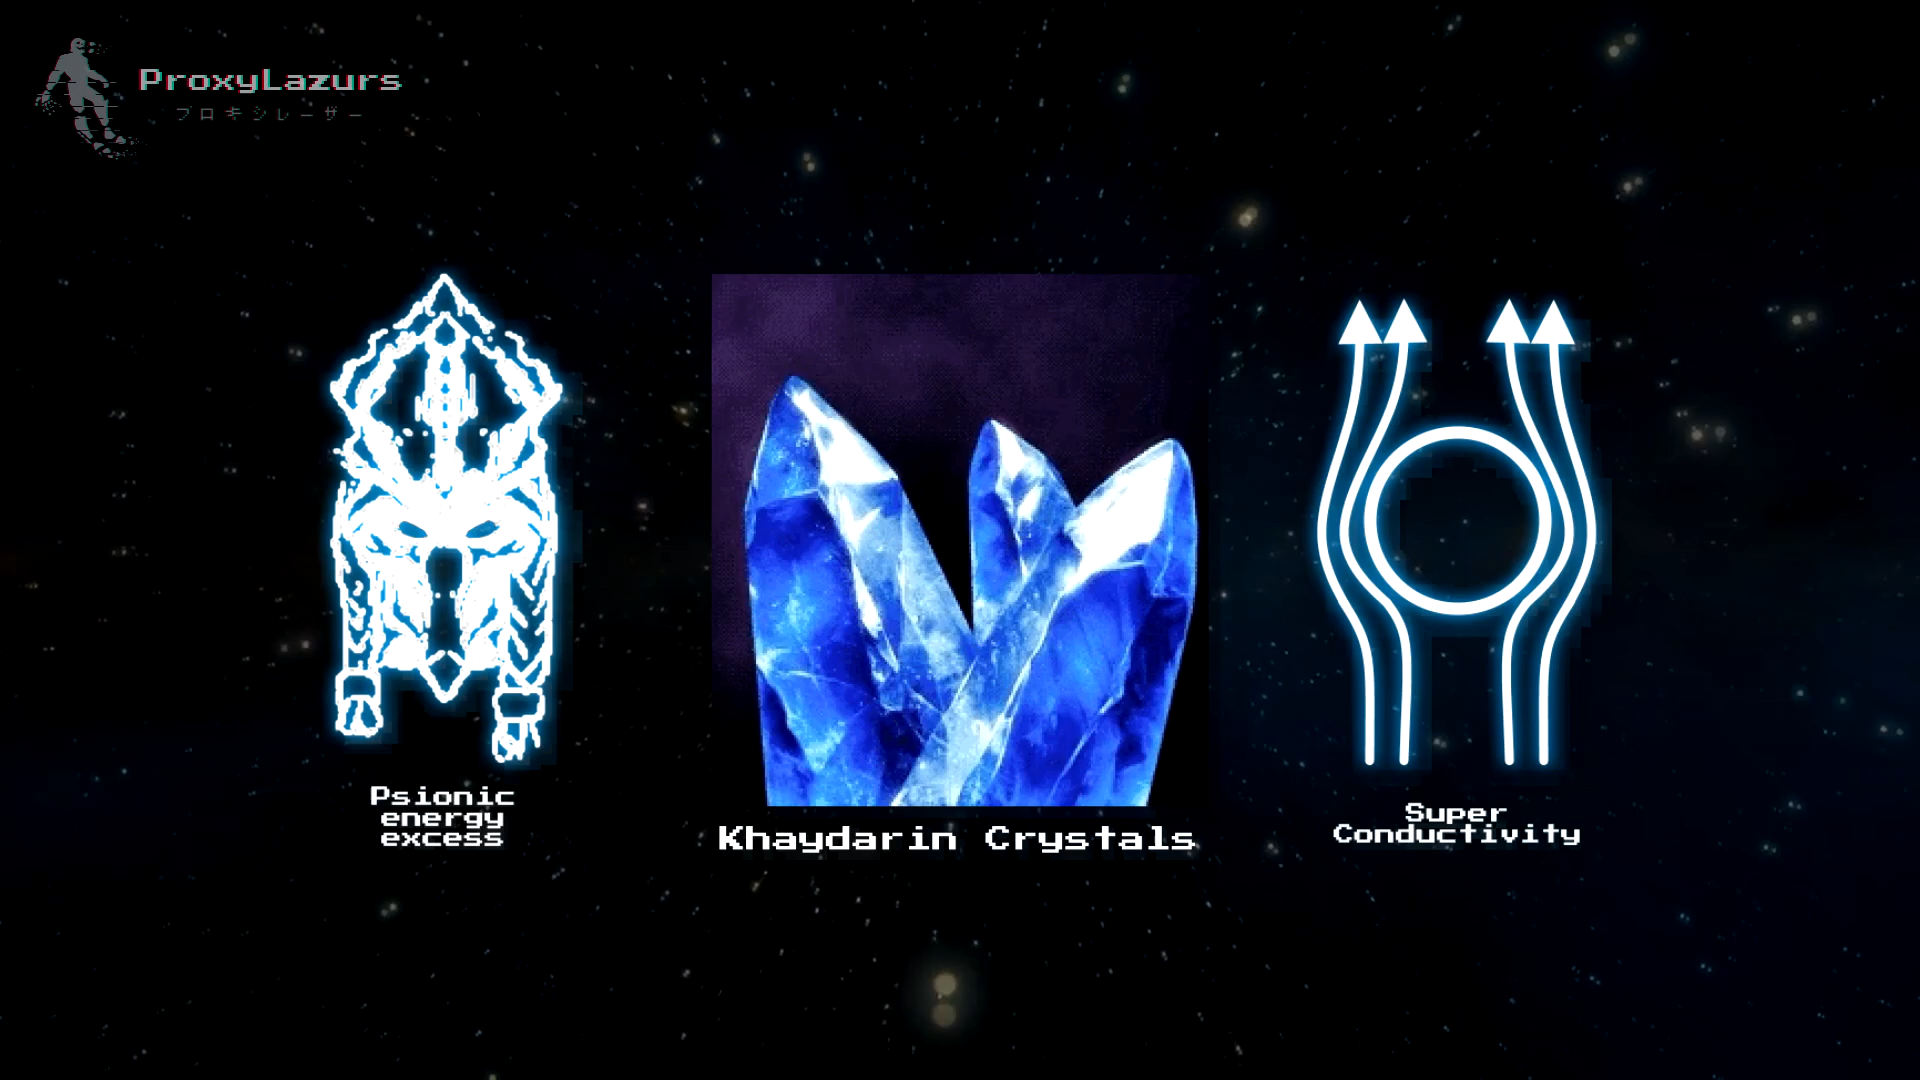 ProxyLazurs
プロキシレーザー
Psionic
energy
excess
Khaydarin Crystals
Super
Conductivity